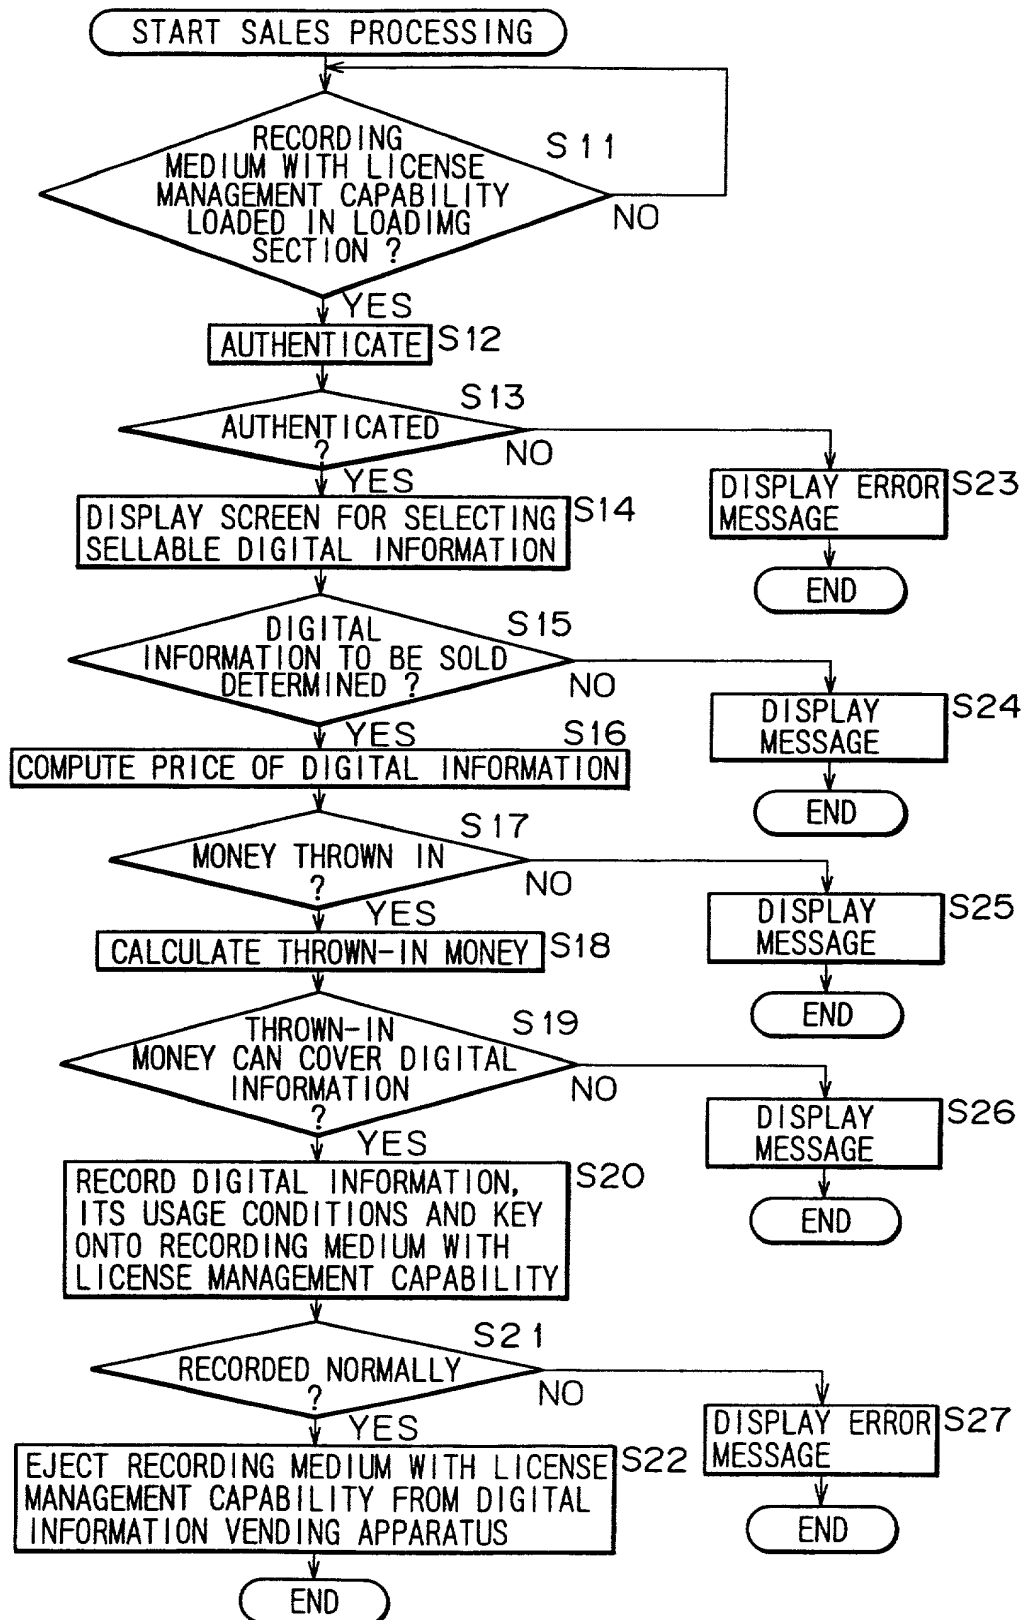 START SALES PROCESSING
RECORDING
MEDIUM WITH LICENSE
MANAGEMENT CAPABILITY
LOADED IN LOADIMG
SECTION ?
S11
NO
YES
AUTHENTICATE
S12
S13
AUTHENTICATED
?
NO
YES
DISPLAY ERROR
MESSAGE
S23
END
DISPLAY SCREEN FOR SELECTING
SELLABLE DIGITAL INFORMATION
S14
S15
DIGITAL
INFORMATION TO BE SOLD
DETERMINED ?
NO
YES
DISPLAY
MESSAGE
S24
END
S16
COMPUTE PRICE OF DIGITAL INFORMATION
S17
MONEY THROWN IN
?
NO
YES
DISPLAY
MESSAGE
S25
END
CALCULATE THROWN-IN MONEY
S18
S19
THROWN-IN
MONEY CAN COVER DIGITAL
INFORMATION
?
NO
YES
DISPLAY
MESSAGE
S26
END
RECORD DIGITAL INFORMATION,
ITS USAGE CONDITIONS AND KEY
ONTO RECORDING MEDIUM WITH
LICENSE MANAGEMENT CAPABILITY
S20
S21
RECORDED NORMALLY
?
NO
YES
DISPLAY ERROR
MESSAGE
S27
END
EJECT RECORDING MEDIUM WITH LICENSE
MANAGEMENT CAPABILITY FROM DIGITAL
INFORMATION VENDING APPARATUS
S22
END